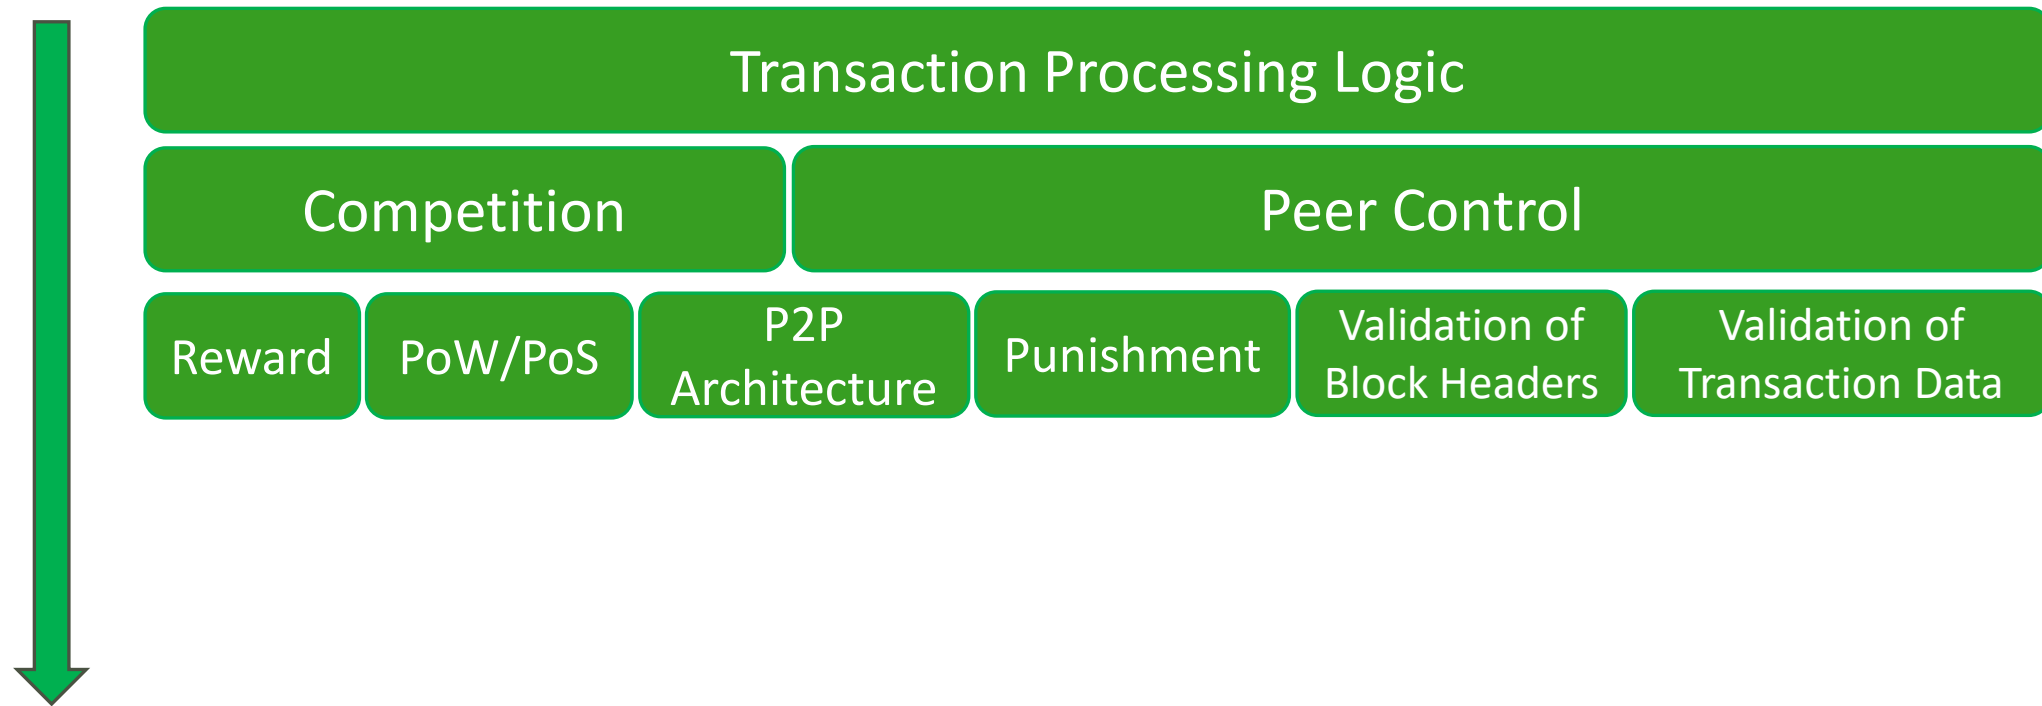 Transaction Processing Logic
Competition
Peer Control
Reward
PoW/PoS
P2P
Architecture
Punishment
Validation of
Block Headers
Validation of
Transaction Data